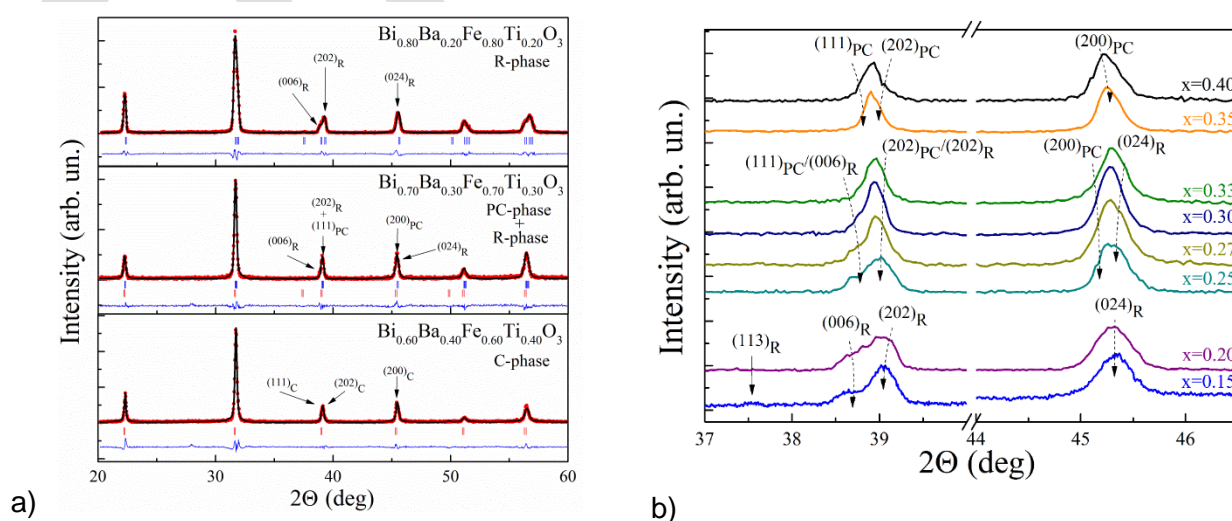 a)
Intensity (arb. un.)
Bi0.80Ba0.20Fe0.80Ti0.20O3
R-phase
(006)R
(202)R
(024)R
Bi0.70Ba0.30Fe0.70Ti0.30O3
PC-phase
+
R-phase
(006)R
(202)R
+
(111)PC
(200)PC
(024)R
Bi0.60Ba0.40Fe0.60Ti0.40O3
C-phase
(111)C
(202)C
(200)C
20 30 40 50 60
2Θ (deg)
b)
Intensity (arb. un.)
(111)PC (202)PC (200)PC
x=0.40
x=0.35
(111)PC/(006)R (202)PC/(202)R (200)PC (024)R
x=0.33
x=0.30
x=0.27
x=0.25
(113)R (006)R (202)R (024)R
x=0.20
x=0.15
37 38 39 44 45 46
2Θ (deg)